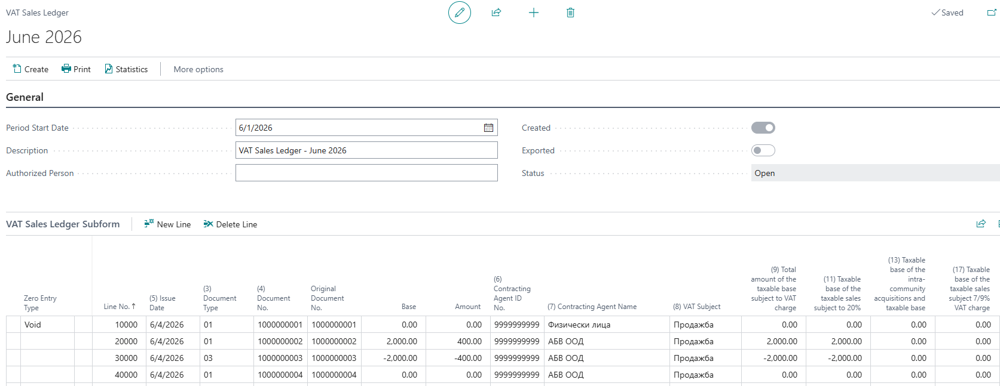 VAT Sales Ledger
Saved
June 2026
Create Print Statistics More options
General
Period Start Date 6/1/2026 Created
Description VAT Sales Ledger - June 2026 Exported
Authorized Person Status Open
VAT Sales Ledger Subform New Line Delete Line
Zero Entry Type
Line No. ↑
(5) Issue Date
(3) Document Type
(4) Document No.
Original Document No.
Base
Amount
(6) Contracting Agent ID No.
(7) Contracting Agent Name
(8) VAT Subject
(9) Total amount of the taxable base subject to VAT charge
(11) Taxable base of the taxable sales subject to 20%
(13) Taxable base of the intra-community acquisitions and taxable base
(17) Taxable base of the taxable sales subject 7/9% VAT charge
Void 10000 6/4/2026 01 1000000001 1000000001 0.00 0.00 9999999999 Физически лица Продажба 0.00 0.00 0.00 0.00
20000 6/4/2026 01 1000000002 1000000002 2,000.00 400.00 9999999999 АБВ ООД Продажба 2,000.00 2,000.00 0.00 0.00
30000 6/4/2026 03 1000000003 1000000003 -2,000.00 -400.00 9999999999 АБВ ООД Продажба -2,000.00 -2,000.00 0.00 0.00
40000 6/4/2026 01 1000000004 1000000004 0.00 0.00 9999999999 АБВ ООД Продажба 0.00 0.00 0.00 0.00